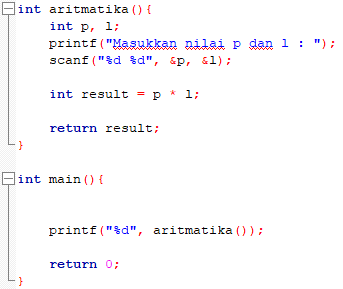 int aritmatika(){
int p, l;
printf("Masukkan nilai p dan l : ");
scanf("%d %d", &p, &l);
int result = p * l;
return result;
}
int main(){
printf("%d", aritmatika());
return 0;
}